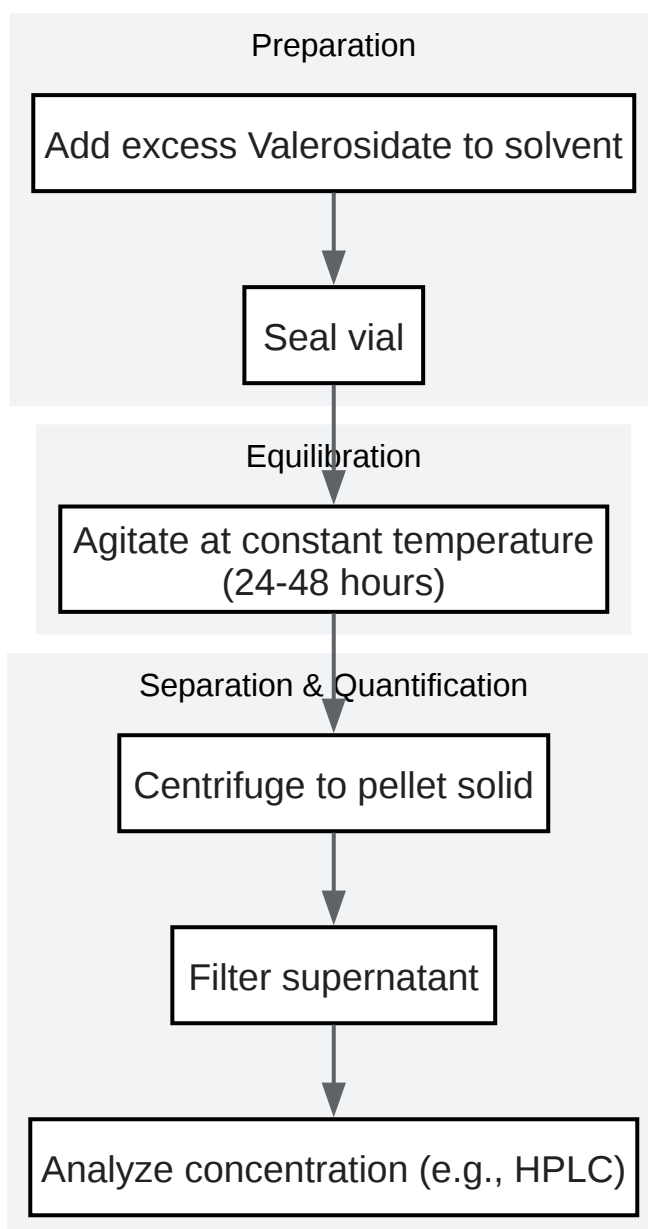 Preparation
Add excess Valerosidate to solvent
Seal vial
Equilibration
Agitate at constant temperature
(24-48 hours)
Separation & Quantification
Centrifuge to pellet solid
Filter supernatant
Analyze concentration (e.g., HPLC)